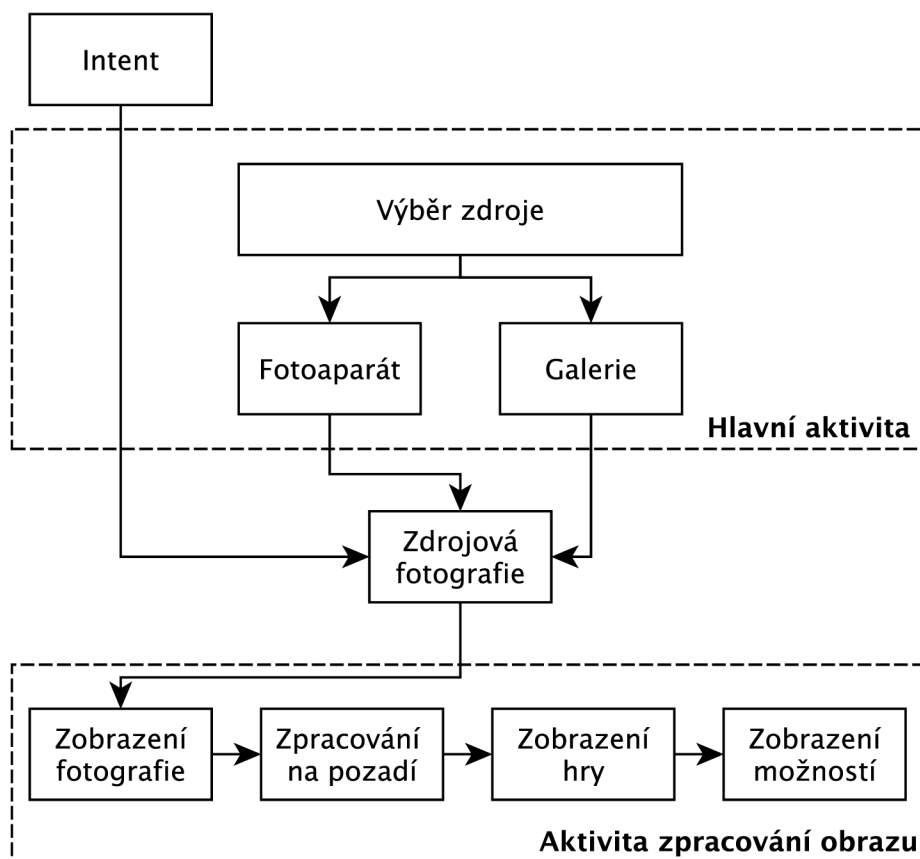 Intent
Výběr zdroje
Fotoaparát
Galerie
Hlavní aktivita
Zdrojová
fotografie
Zobrazení
fotografie
Zpracování
na pozadí
Zobrazení
hry
Zobrazení
možností
Aktivita zpracování obrazu